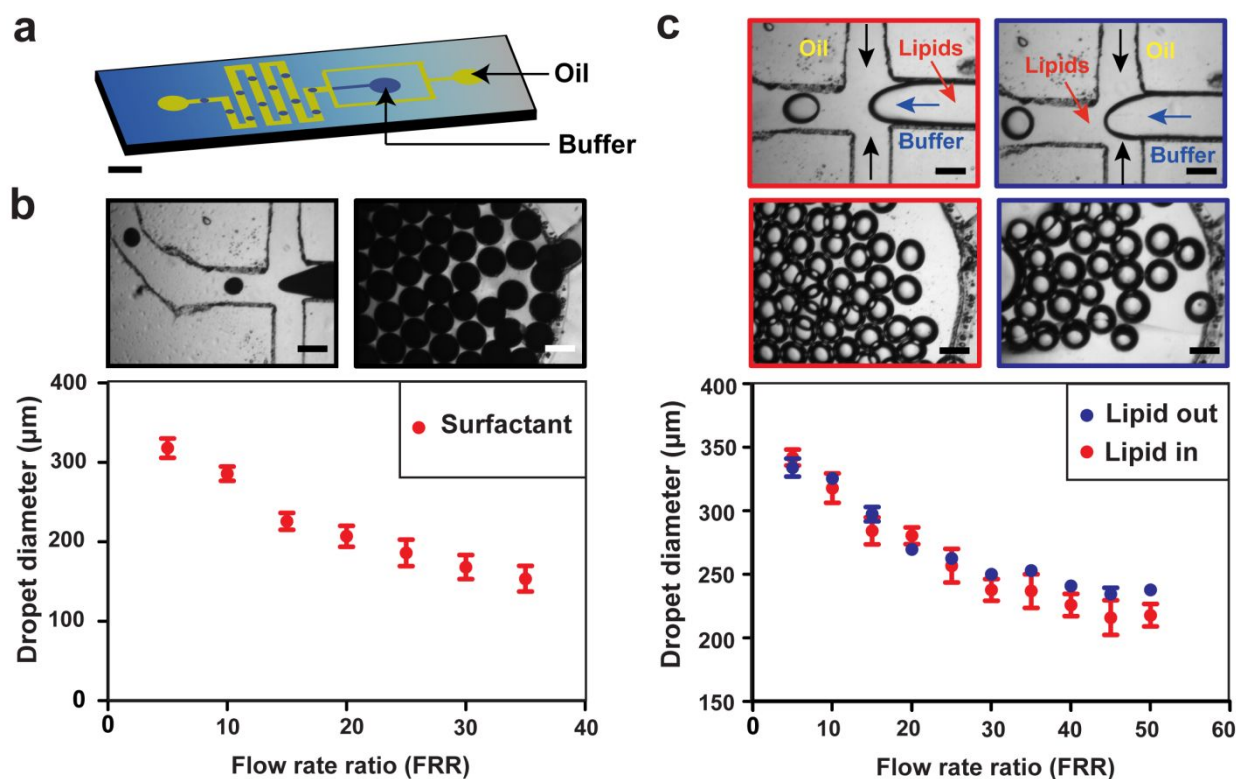 a
Oil
Buffer
b
400
300
200
100
0
Dropet diameter (μm)
Surfactant
0
10
20
30
40
Flow rate ratio (FRR)
c
Oil
Lipids
Buffer
Lipids
Oil
Buffer
400
350
300
250
200
150
Dropet diameter (μm)
Lipid out
Lipid in
0
10
20
30
40
50
60
Flow rate ratio (FRR)